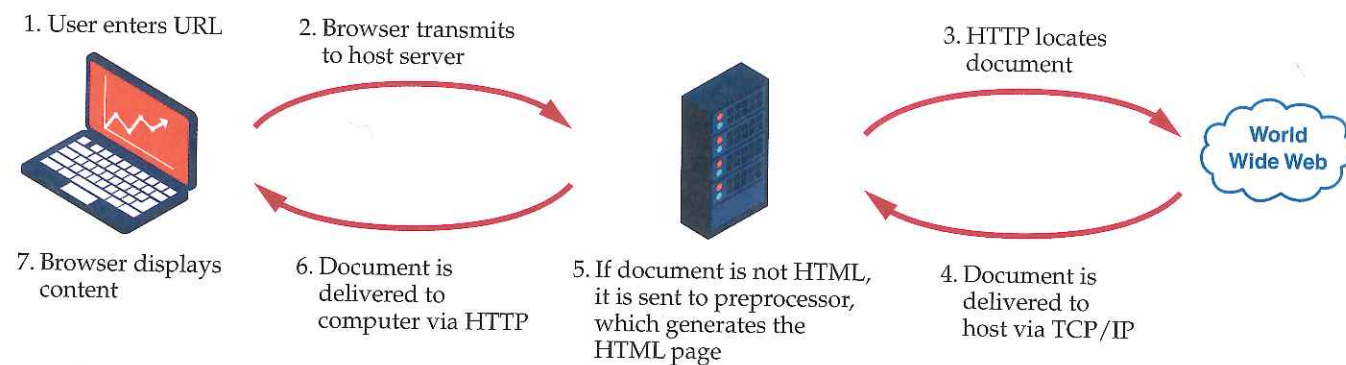 1. User enters URL
2. Browser transmits
to host server
3. HTTP locates
document
World
Wide Web
7. Browser displays
content
6. Document is
delivered to
computer via HTTP
5. If document is not HTML,
it is sent to preprocessor,
which generates the
HTML page
4. Document is
delivered to
host via TCP/IP